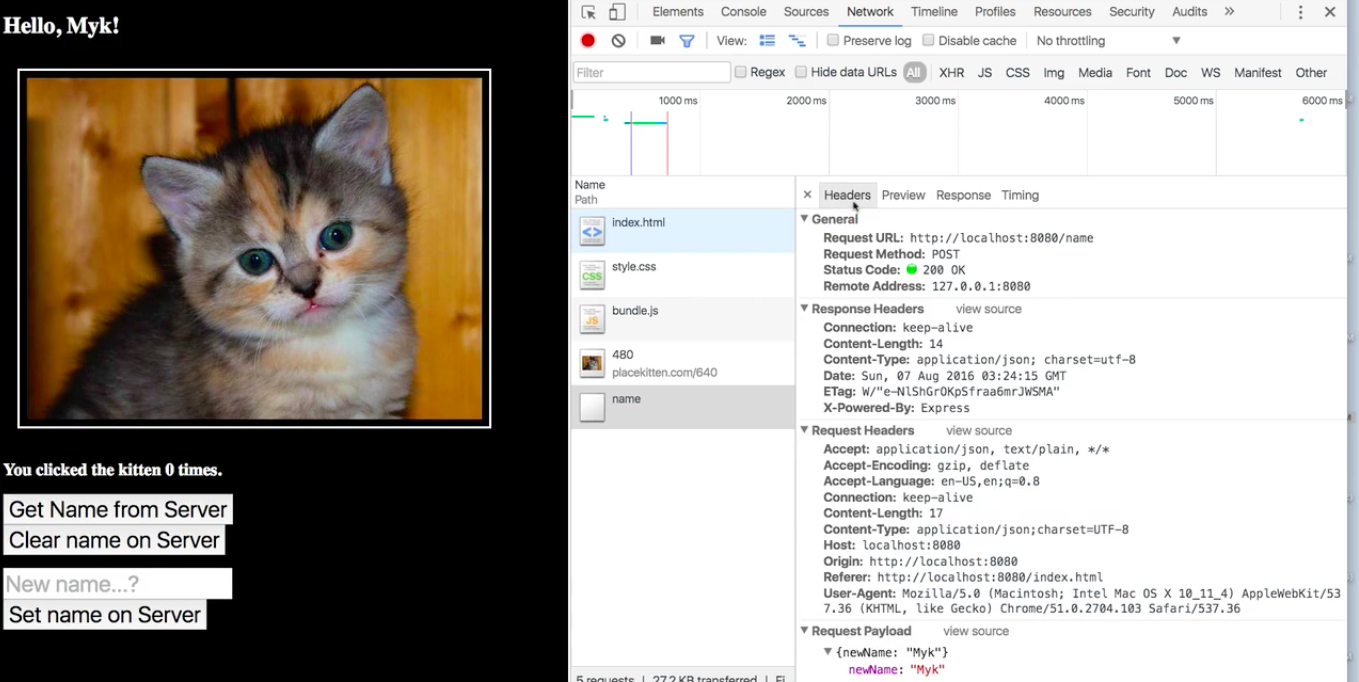 Hello, Myk!
You clicked the kitten 0 times.
Get Name from Server
Clear name on Server
New name...?
Set name on Server
Elements Console Sources Network Timeline Profiles Resources Security Audits »
View: Preserve log Disable cache No throttling
Filter Regex Hide data URLs All XHR JS CSS Img Media Font Doc WS Manifest Other
1000 ms 2000 ms 3000 ms 4000 ms 5000 ms 6000 ms
Name
Path
index.html
CSS
style.css
JS
bundle.js
480
placekitten.com/640
name
5 requests | 27.2 KB transferred |
× Headers Preview Response Timing
General
Request URL: http://localhost:8080/name
Request Method: POST
Status Code: 200 OK
Remote Address: 127.0.0.1:8080
Response Headers view source
Connection: keep-alive
Content-Length: 14
Content-Type: application/json; charset=utf-8
Date: Sun, 07 Aug 2016 03:24:15 GMT
ETag: W/"e-NlShGrOKpSfraa6mrJWSMA"
X-Powered-By: Express
Request Headers view source
Accept: application/json, text/plain, */*
Accept-Encoding: gzip, deflate
Accept-Language: en-US,en;q=0.8
Connection: keep-alive
Content-Length: 17
Content-Type: application/json;charset=UTF-8
Host: localhost:8080
Origin: http://localhost:8080
Referer: http://localhost:8080/index.html
User-Agent: Mozilla/5.0 (Macintosh; Intel Mac OS X 10_11_4) AppleWebKit/53
7.36 (KHTML, like Gecko) Chrome/51.0.2704.103 Safari/537.36
Request Payload view source
{newName: "Myk"}
newName: "Myk"